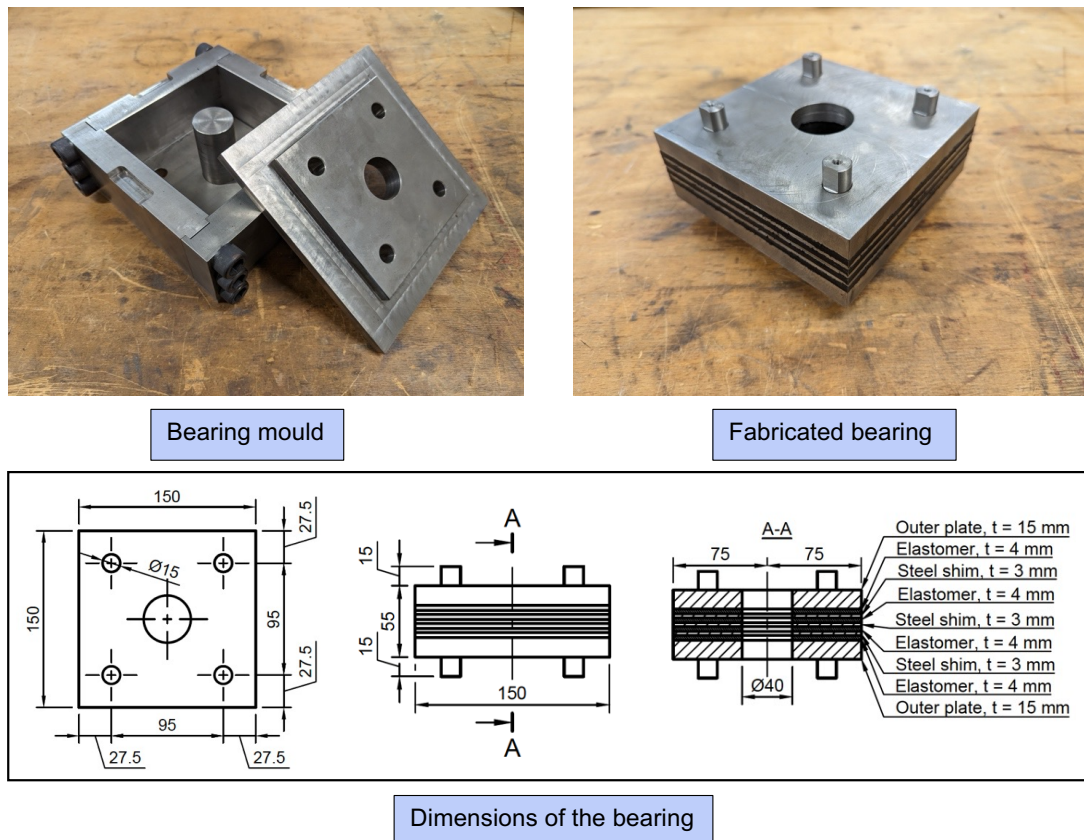 Bearing mould
Fabricated bearing
150
27.5
Ø15
150
95
27.5
95
27.5
27.5
A
15
55
15
150
A
A-A
75
75
Ø40
Outer plate, t = 15 mm
Elastomer, t = 4 mm
Steel shim, t = 3 mm
Elastomer, t = 4 mm
Steel shim, t = 3 mm
Elastomer, t = 4 mm
Steel shim, t = 3 mm
Elastomer, t = 4 mm
Outer plate, t = 15 mm
Dimensions of the bearing